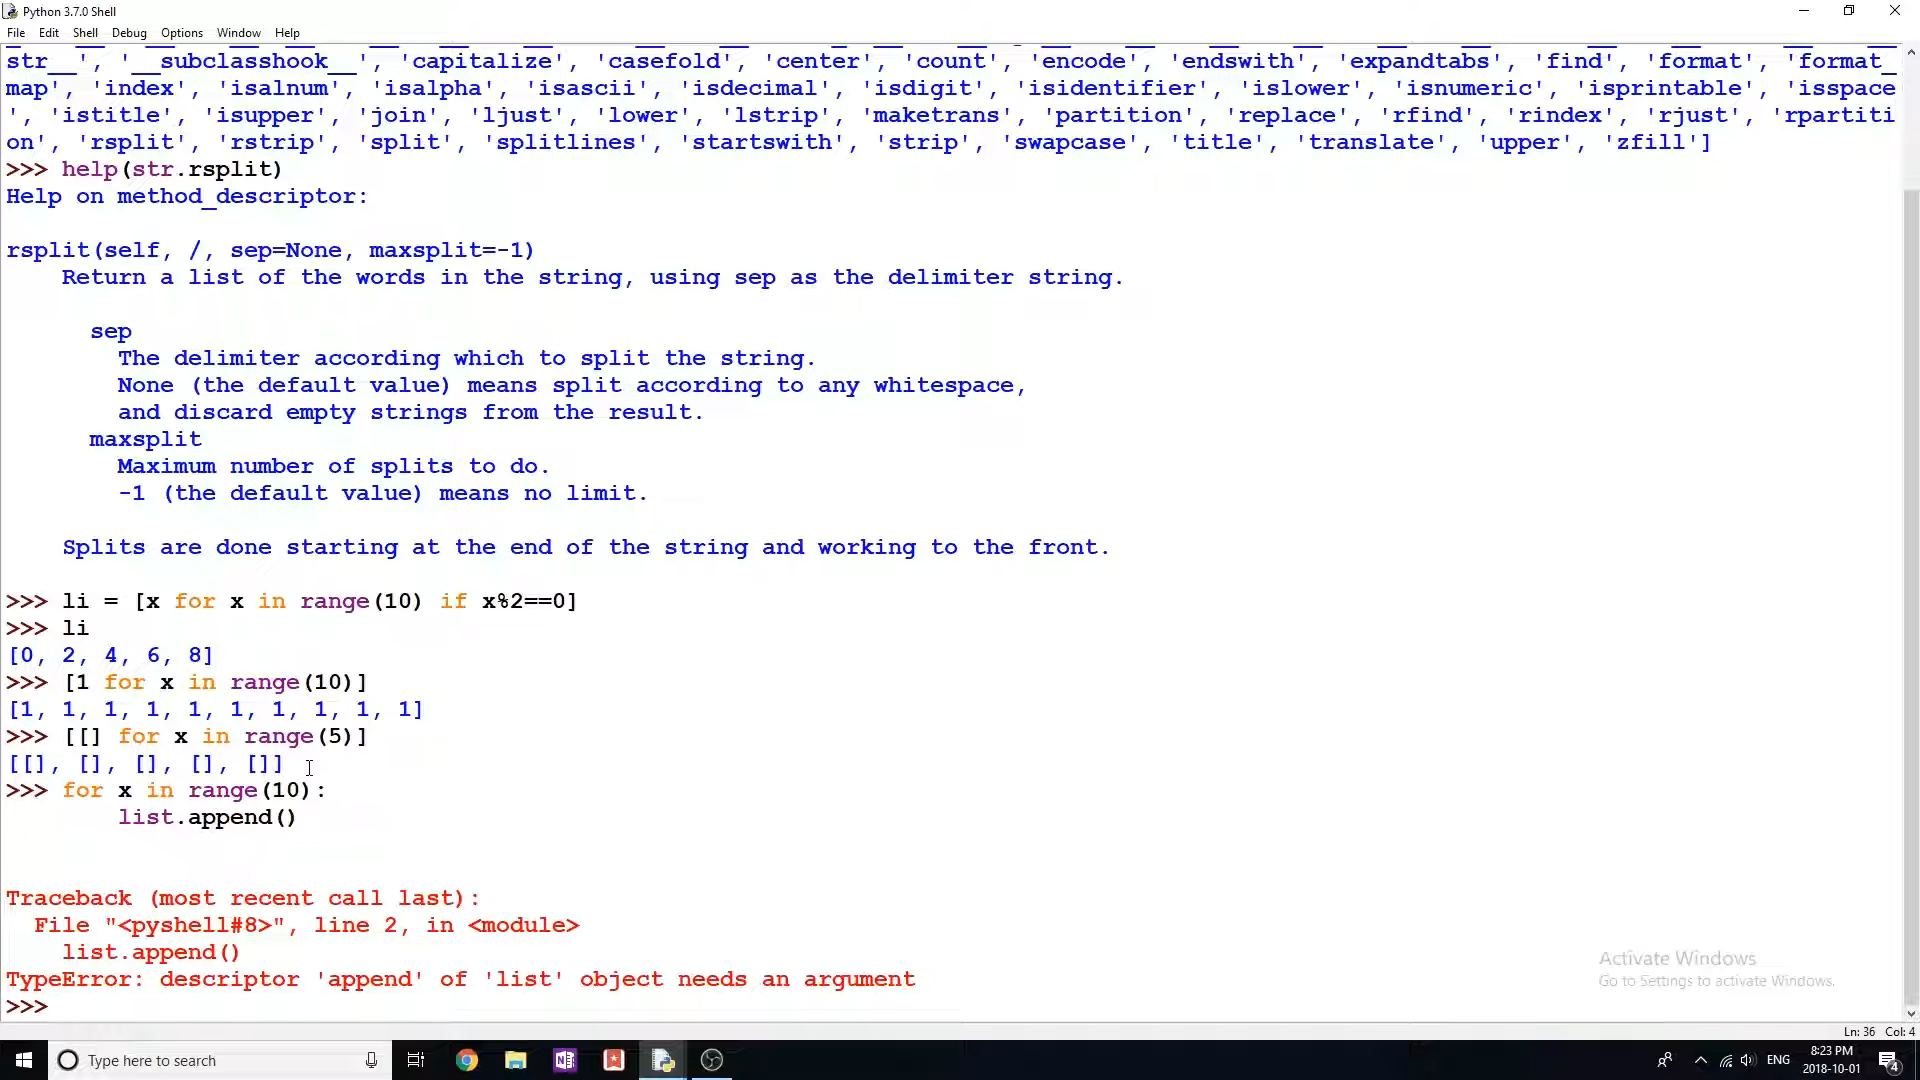 Python 3.7.0 Shell
File Edit Shell Debug Options Window Help
str__', '__subclasshook__', 'capitalize', 'casefold', 'center', 'count', 'encode', 'endswith', 'expandtabs', 'find', 'format', 'format_
map', 'index', 'isalnum', 'isalpha', 'isascii', 'isdecimal', 'isdigit', 'isidentifier', 'islower', 'isnumeric', 'isprintable', 'isspace
', 'istitle', 'isupper', 'join', 'ljust', 'lower', 'lstrip', 'maketrans', 'partition', 'replace', 'rfind', 'rindex', 'rjust', 'rpartiti
on', 'rsplit', 'rstrip', 'split', 'splitlines', 'startswith', 'strip', 'swapcase', 'title', 'translate', 'upper', 'zfill']
>>> help(str.rsplit)
Help on method_descriptor:
rsplit(self, /, sep=None, maxsplit=-1)
Return a list of the words in the string, using sep as the delimiter string.
sep
The delimiter according which to split the string.
None (the default value) means split according to any whitespace,
and discard empty strings from the result.
maxsplit
Maximum number of splits to do.
-1 (the default value) means no limit.
Splits are done starting at the end of the string and working to the front.
>>> li = [x for x in range(10) if x%2==0]
>>> li
[0, 2, 4, 6, 8]
>>> [1 for x in range(10)]
[1, 1, 1, 1, 1, 1, 1, 1, 1, 1]
>>> [[] for x in range(5)]
[[], [], [], [], []]
>>> for x in range(10):
list.append()
Traceback (most recent call last):
File "<pyshell#8>", line 2, in <module>
list.append()
TypeError: descriptor 'append' of 'list' object needs an argument
>>>
Activate Windows
Go to Settings to activate Windows.
Ln: 36 Col: 4
Type here to search
ENG
8:23 PM
2018-10-01
4